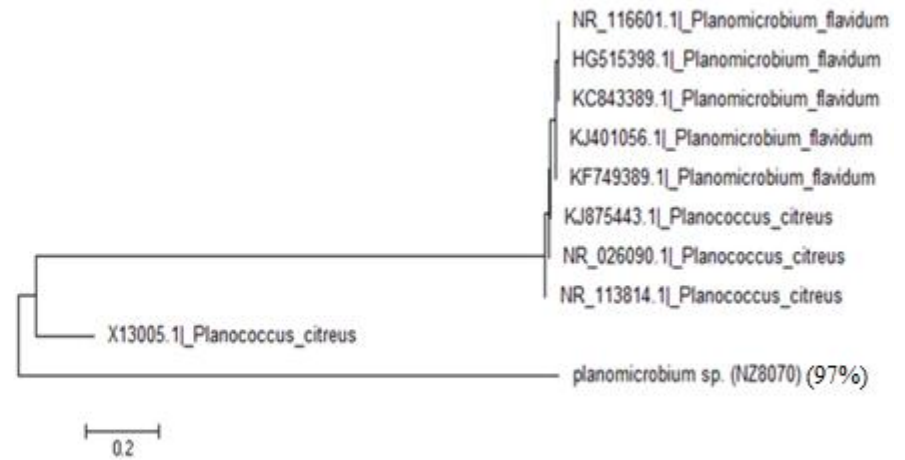 NR_116601.1|_Planomicrobium_flavidum
HG515398.1|_Planomicrobium_flavidum
KC843389.1|_Planomicrobium_flavidum
KJ401056.1|_Planomicrobium_flavidum
KF749389.1|_Planomicrobium_flavidum
KJ875443.1|_Planococcus_citreus
NR_026090.1|_Planococcus_citreus
NR_113814.1|_Planococcus_citreus
X13005.1|_Planococcus_citreus
planomicrobium sp. (NZ8070) (97%)
0.2